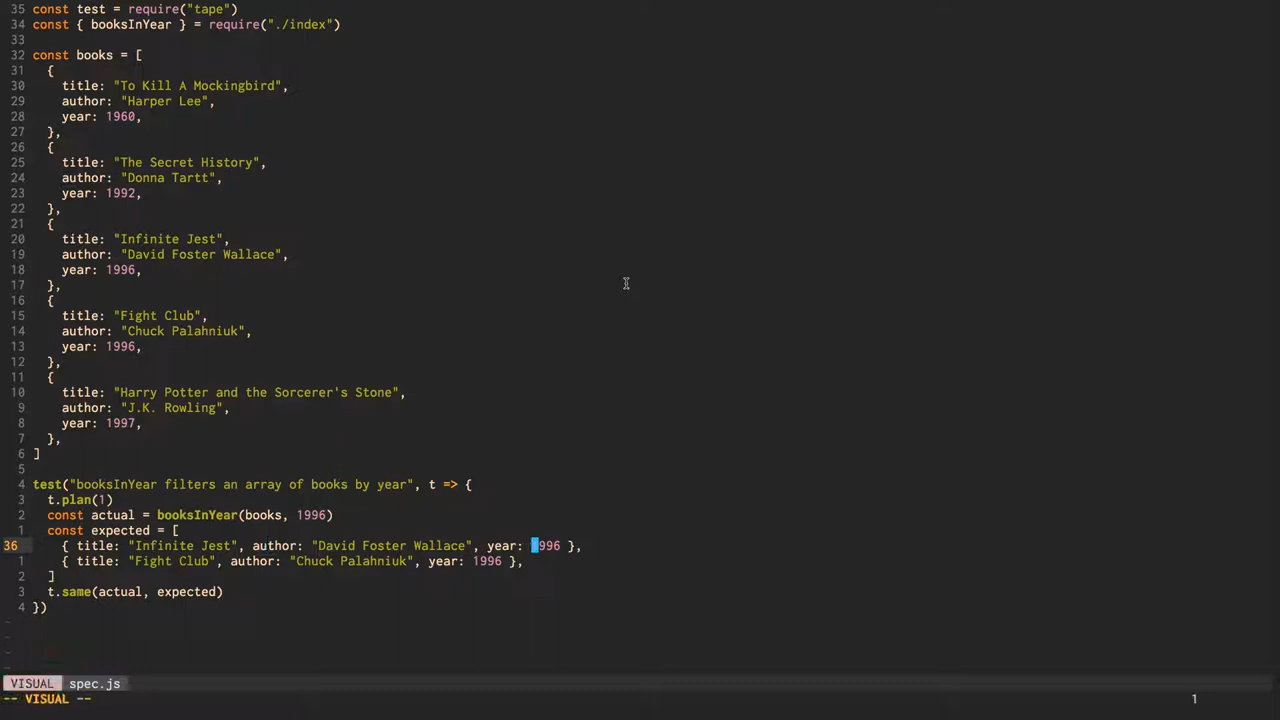 35 const test = require("tape")
34 const { booksInYear } = require("./index")
33
32 const books = [
31   {
30     title: "To Kill A Mockingbird",
29     author: "Harper Lee",
28     year: 1960,
27   },
26   {
25     title: "The Secret History",
24     author: "Donna Tartt",
23     year: 1992,
22   },
21   {
20     title: "Infinite Jest",
19     author: "David Foster Wallace",
18     year: 1996,
17   },
16   {
15     title: "Fight Club",
14     author: "Chuck Palahniuk",
13     year: 1996,
12   },
11   {
10     title: "Harry Potter and the Sorcerer's Stone",
9     author: "J.K. Rowling",
8     year: 1997,
7   },
6 ]
5
4 test("booksInYear filters an array of books by year", t => {
3   t.plan(1)
2   const actual = booksInYear(books, 1996)
1   const expected = [
36     { title: "Infinite Jest", author: "David Foster Wallace", year: 1996 },
1     { title: "Fight Club", author: "Chuck Palahniuk", year: 1996 },
2   ]
3   t.same(actual, expected)
4 })
~
~
~
~
VISUAL spec.js
-- VISUAL -- 1